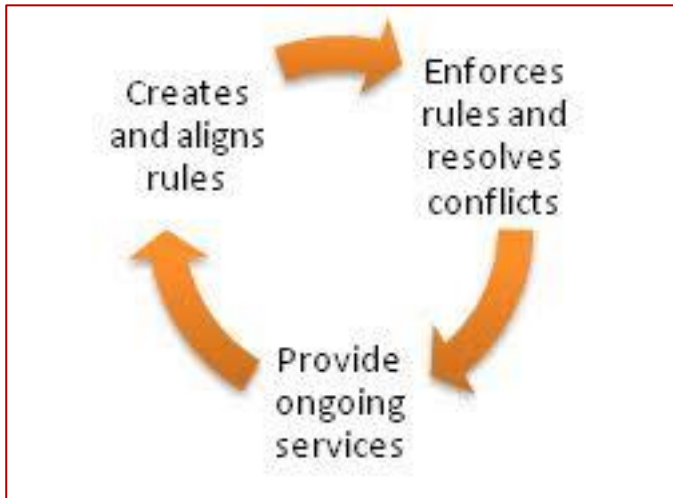 Creates
and aligns
rules
Enforces
rules and
resolves
conflicts
Provide
ongoing
services